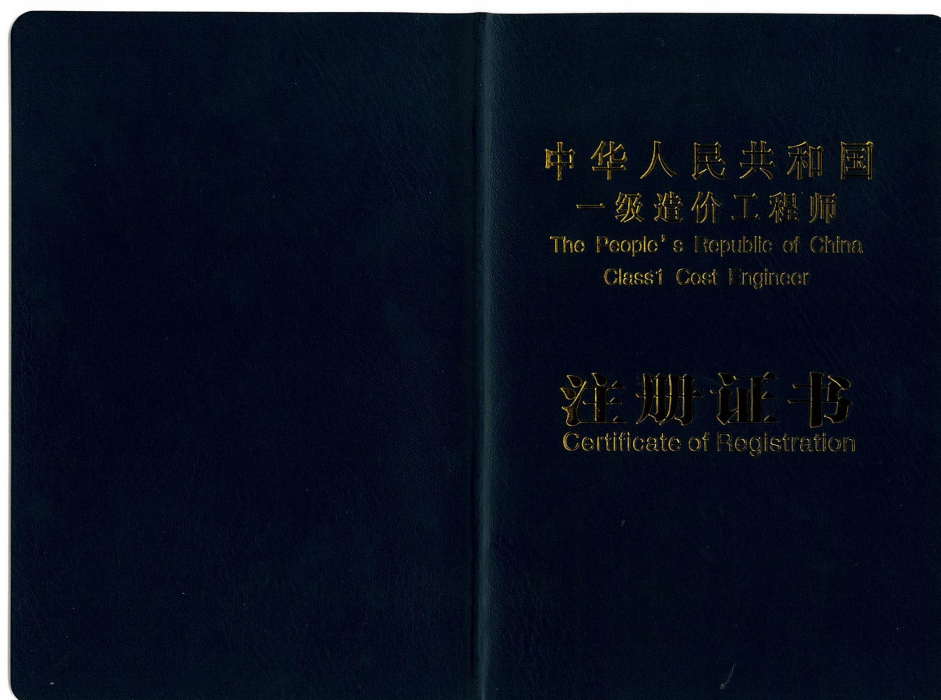 中华人民共和国
一级造价工程师
The People's Republic of China
Class1 Cost Engineer
注册证书
Certificate of Registration